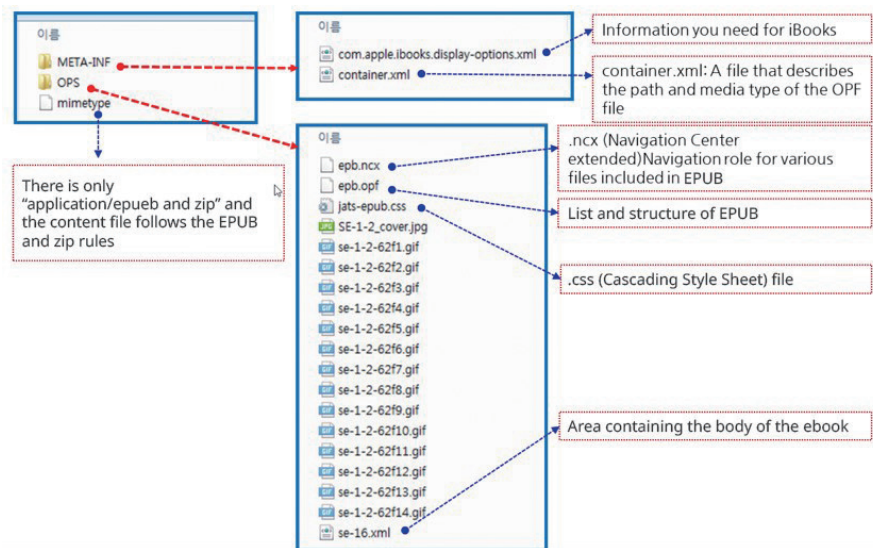 이름
META-INF
OPS
mimetype
이름
com.apple.ibooks.display-options.xml
container.xml
Information you need for iBooks
container.xml: A file that describes
the path and media type of the OPF
file
There is only
“application/epueb and zip” and
the content file follows the EPUB
and zip rules
이름
epb.ncx
epb.opf
jats-epub.css
SE-1-2_cover.jpg
se-1-2-62f1.gif
se-1-2-62f2.gif
se-1-2-62f3.gif
se-1-2-62f4.gif
se-1-2-62f5.gif
se-1-2-62f6.gif
se-1-2-62f7.gif
se-1-2-62f8.gif
se-1-2-62f9.gif
se-1-2-62f10.gif
se-1-2-62f11.gif
se-1-2-62f12.gif
se-1-2-62f13.gif
se-1-2-62f14.gif
se-16.xml
.ncx (Navigation Center
extended)Navigation role for various
files included in EPUB
List and structure of EPUB
.css (Cascading Style Sheet) file
Area containing the body of the ebook